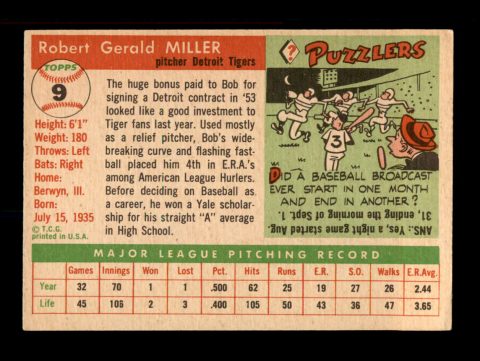 Robert Gerald MILLER
pitcher Detroit Tigers
TOPPS
9
Height: 6'1"
Weight: 180
Throws: Left
Bats: Right
Home:
Berwyn, Ill.
Born:
July 15, 1935
© T.C.G.
printed in U.S.A.
The huge bonus paid to Bob for
signing a Detroit contract in '53
looked like a good investment to
Tiger fans last year. Used mostly
as a relief pitcher, Bob's wide-
breaking curve and flashing fast-
ball placed him 4th in E.R.A.'s
among American League Hurlers.
Before deciding on Baseball as
a career, he won a Yale scholar-
ship for his straight "A" average
in High School.
?
PUZZLERS
3
DID A BASEBALL BROADCAST
EVER START IN ONE MONTH
AND END IN ANOTHER?
ANS.: Yes, a night game started Aug.
31, ending the morning of Sept. 1.
MAJOR LEAGUE PITCHING RECORD
Games Innings Won Lost Pct. Hits Runs E.R. S.O. Walks E.R.Avg.
Year 32 70 1 1 .500 62 25 19 27 26 2.44
Life 45 106 2 3 .400 105 50 43 36 47 3.65